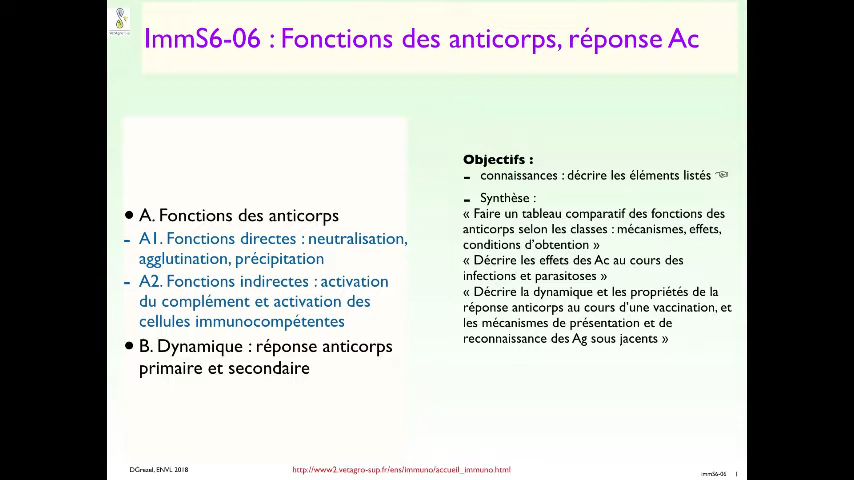 ImmS6-06 : Fonctions des anticorps, réponse Ac
● A. Fonctions des anticorps
- A1. Fonctions directes : neutralisation,
agglutination, précipitation
- A2. Fonctions indirectes : activation
du complément et activation des
cellules immunocompétentes
● B. Dynamique : réponse anticorps
primaire et secondaire
Objectifs :
- connaissances : décrire les éléments listés ☜
- Synthèse :
« Faire un tableau comparatif des fonctions des
anticorps selon les classes : mécanismes, effets,
conditions d'obtention »
« Décrire les effets des Ac au cours des
infections et parasitoses »
« Décrire la dynamique et les propriétés de la
réponse anticorps au cours d'une vaccination, et
les mécanismes de présentation et de
reconnaissance des Ag sous jacents »
DGrezel, ENVL 2018
http://www2.vetagro-sup.fr/ens/immuno/accueil_immuno.html
ImmS6-06 1